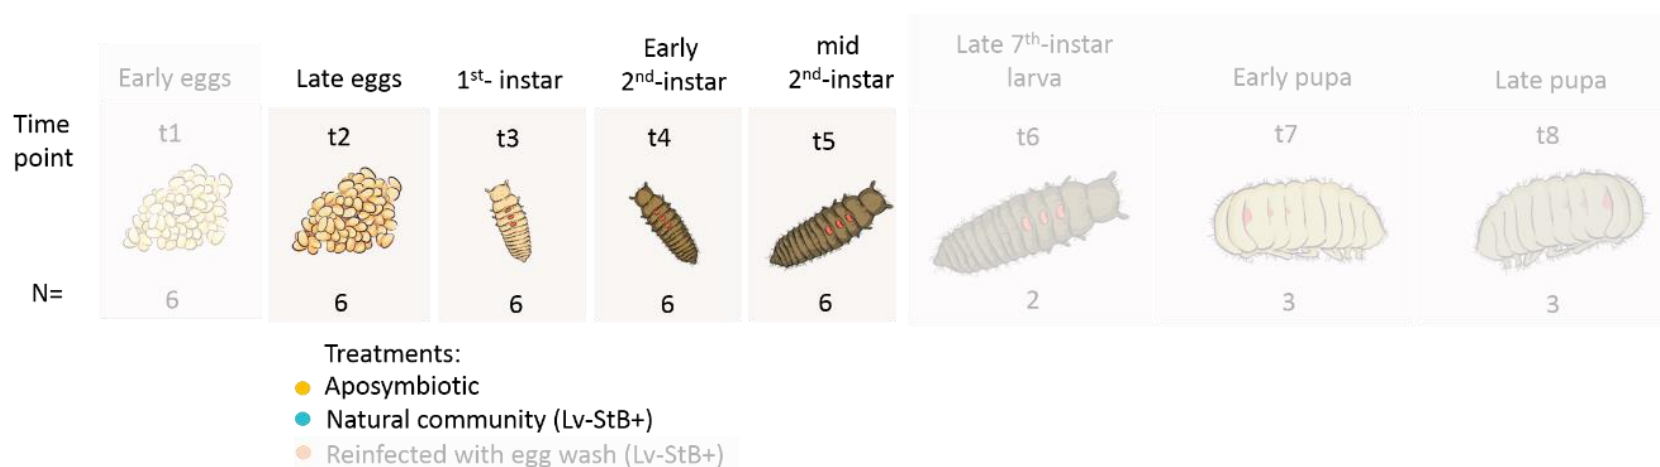 Early eggs
Late eggs
1st- instar
Early
2nd-instar
mid
2nd-instar
Late 7th-instar
larva
Early pupa
Late pupa
Time
point
t1
t2
t3
t4
t5
t6
t7
t8
N=
6
6
6
6
6
2
3
3
Treatments:
Aposymbiotic
Natural community (Lv-StB+)
Reinfected with egg wash (Lv-StB+)